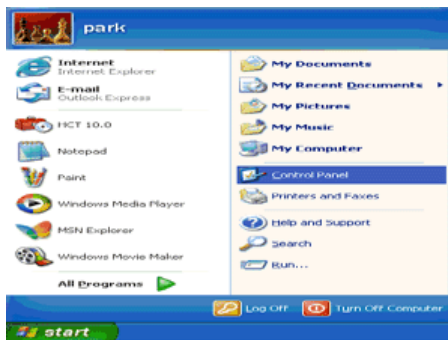 park
Internet
Internet Explorer
E-mail
Outlook Express
HCT 10.0
Notepad
Paint
Windows Media Player
MSN Explorer
Windows Movie Maker
All Programs
My Documents
My Recent Documents
My Pictures
My Music
My Computer
Control Panel
Printers and Faxes
Help and Support
Search
Run...
Log Off
Turn Off Computer
start